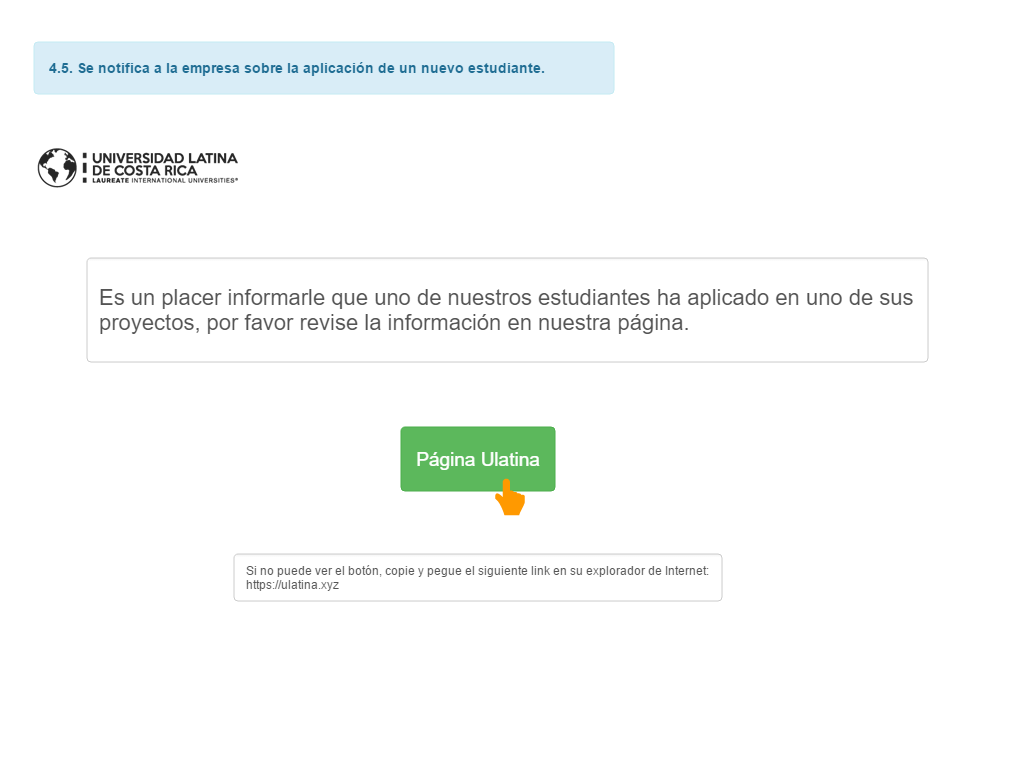 4.5. Se notifica a la empresa sobre la aplicación de un nuevo estudiante.
UNIVERSIDAD LATINA
DE COSTA RICA
LAUREATE INTERNATIONAL UNIVERSITIES®
Es un placer informarle que uno de nuestros estudiantes ha aplicado en uno de sus
proyectos, por favor revise la información en nuestra página.
Página Ulatina
Si no puede ver el botón, copie y pegue el siguiente link en su explorador de Internet:
https://ulatina.xyz